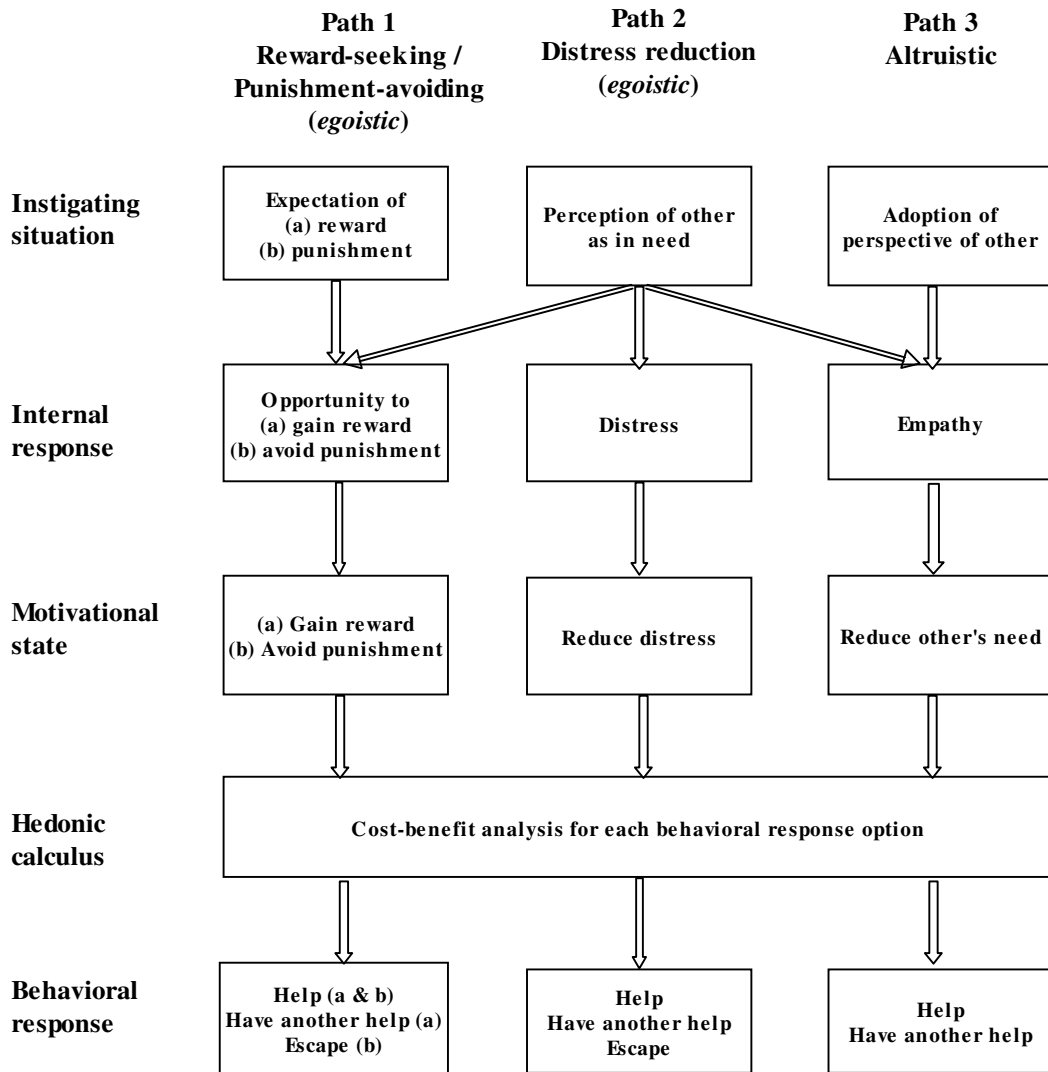 Path 1
Reward-seeking /
Punishment-avoiding
(egoistic)
Path 2
Distress reduction
(egoistic)
Path 3
Altruistic
Instigating
situation
Expectation of
(a) reward
(b) punishment
Perception of other
as in need
Adoption of
perspective of other
Internal
response
Opportunity to
(a) gain reward
(b) avoid punishment
Distress
Empathy
Motivational
state
(a) Gain reward
(b) Avoid punishment
Reduce distress
Reduce other's need
Hedonic
calculus
Cost-benefit analysis for each behavioral response option
Behavioral
response
Help (a & b)
Have another help (a)
Escape (b)
Help
Have another help
Escape
Help
Have another help